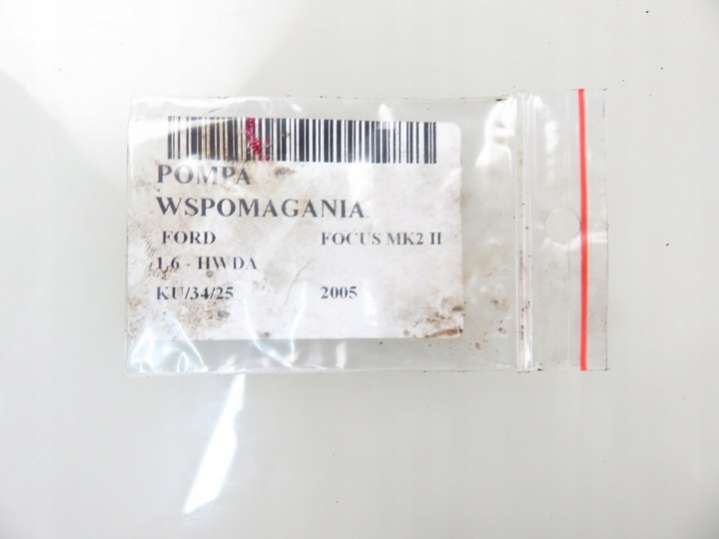 POMPA
WSPOMAGANIA
FORD FOCUS MK2 II
1.6 - HWDA
KU/34/25 2005